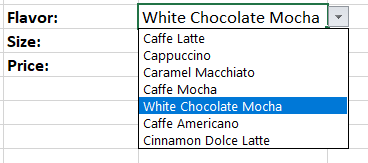 Flavor: White Chocolate Mocha
Size: Caffe Latte
Cappuccino
Price: Caramel Macchiato
Caffe Mocha
White Chocolate Mocha
Caffe Americano
Cinnamon Dolce Latte